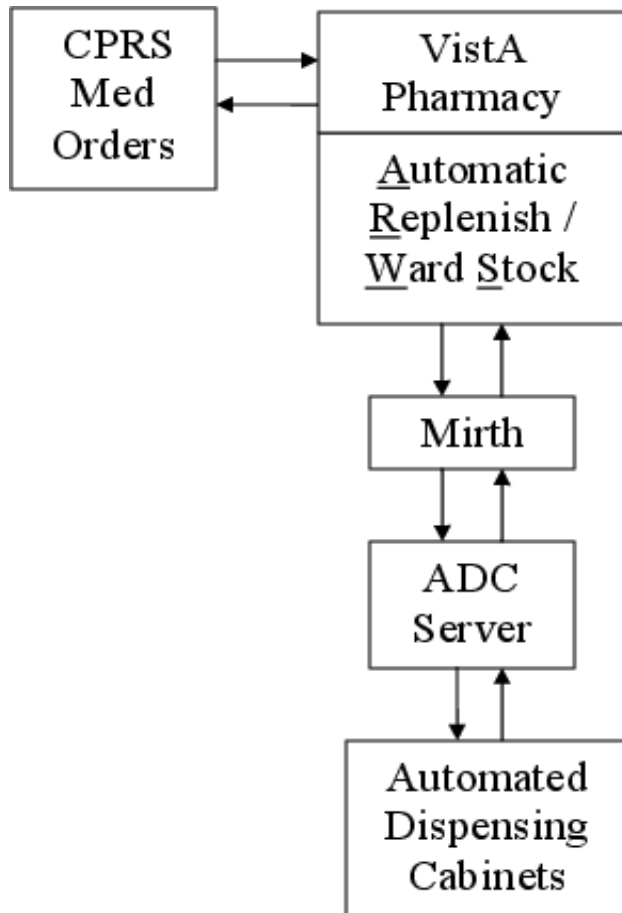 CPRS
Med
Orders
VistA
Pharmacy
Automatic
Replenish /
Ward Stock
Mirth
ADC
Server
Automated
Dispensing
Cabinets